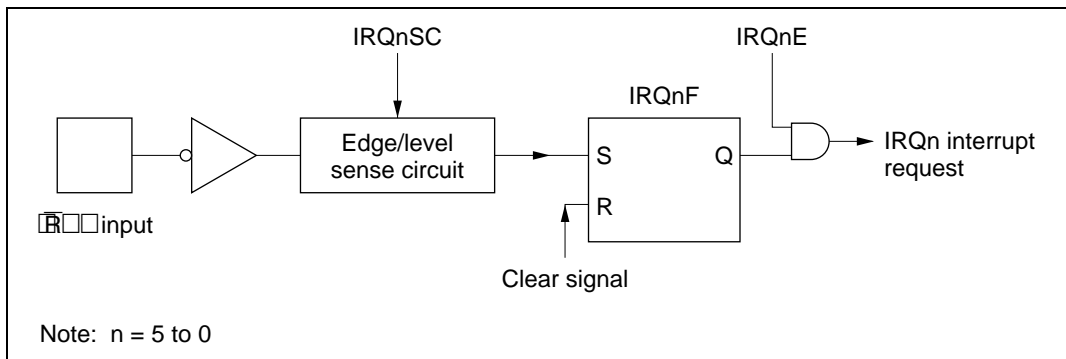 IRQnSC
IRQnE
IRQnF
Edge/level
sense circuit
S
Q
R
IRQn interrupt
request
input
Clear signal
Note: n = 5 to 0